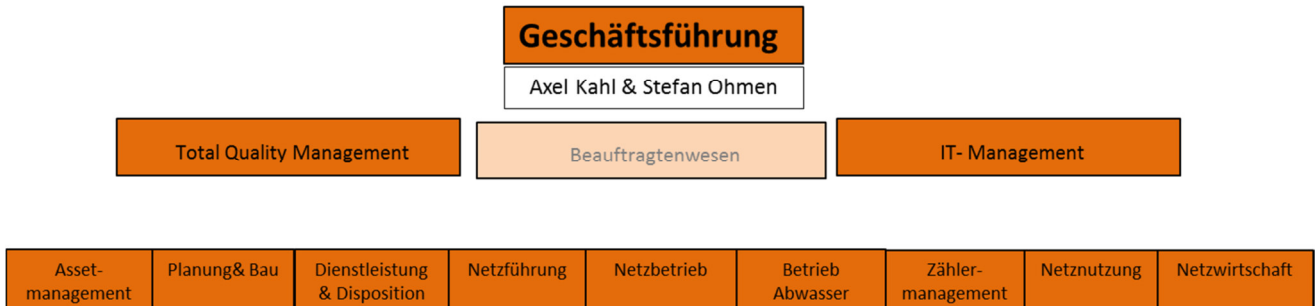 Geschäftsführung
Axel Kahl & Stefan Ohmen
Total Quality Management
Beauftragtenwesen
IT- Management
Asset-
management
Planung& Bau
Dienstleistung
& Disposition
Netzführung
Netzbetrieb
Betrieb
Abwasser
Zähler-
management
Netznutzung
Netzwirtschaft